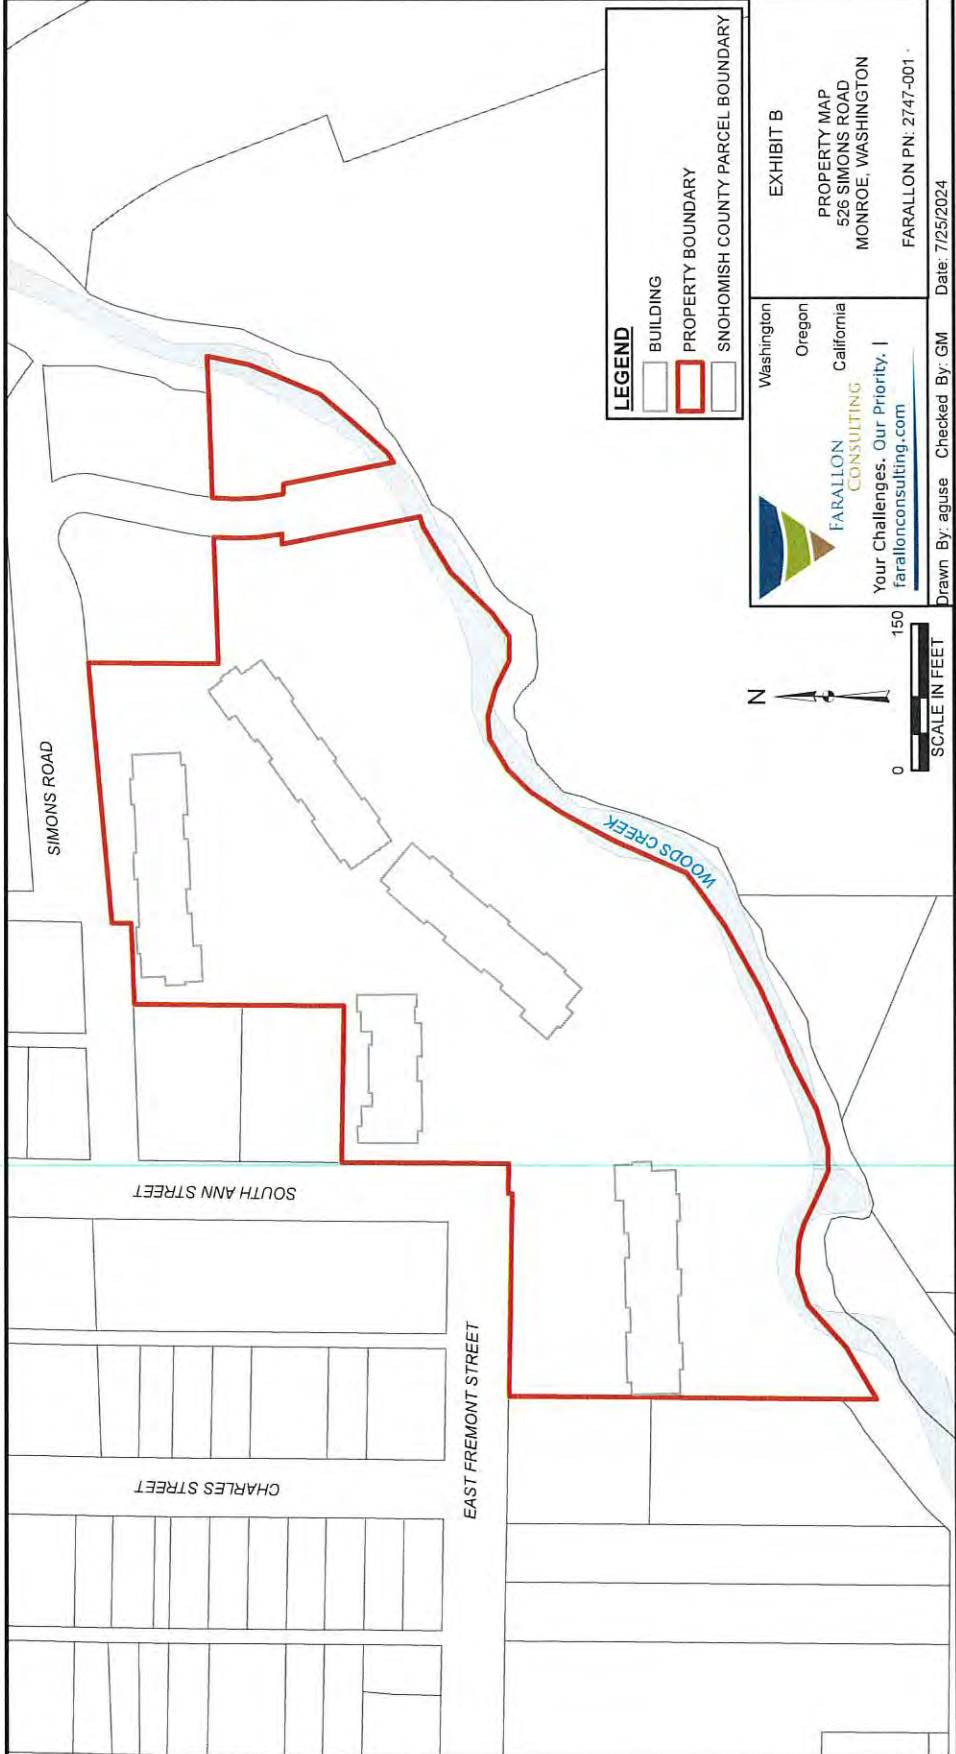 SIMONS ROAD
SOUTH ANN STREET
CHARLES STREET
EAST FREMONT STREET
WOODS CREEK
N
0 150
SCALE IN FEET
LEGEND
BUILDING
PROPERTY BOUNDARY
SNOHOMISH COUNTY PARCEL BOUNDARY
FARALLON
CONSULTING
Washington
Oregon
California
Your Challenges. Our Priority. |
farallonconsulting.com
EXHIBIT B
PROPERTY MAP
526 SIMONS ROAD
MONROE, WASHINGTON
FARALLON PN: 2747-001
Drawn By: aguse Checked By: GM Date: 7/25/2024